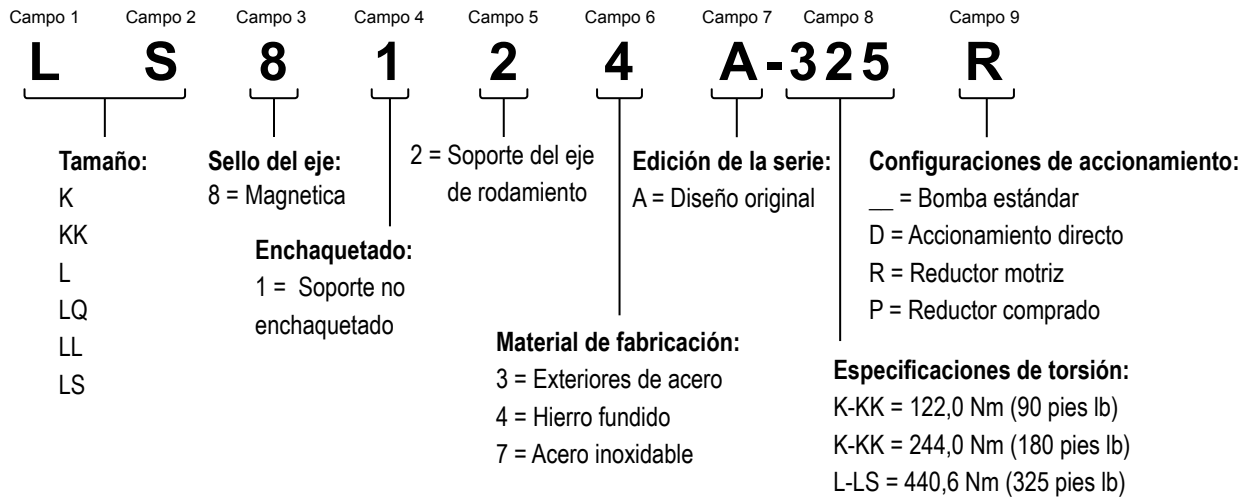 Campo 1 Campo 2 Campo 3 Campo 4 Campo 5 Campo 6 Campo 7 Campo 8 Campo 9
L S 8 1 2 4 A-325 R
Tamaño:
K
KK
L
LQ
LL
LS
Sello del eje:
8 = Magnetica
Enchaquetado:
1 = Soporte no
enchaquetado
2 = Soporte del eje
de rodamiento
Material de fabricación:
3 = Exteriores de acero
4 = Hierro fundido
7 = Acero inoxidable
Edición de la serie:
A = Diseño original
Especificaciones de torsión:
K-KK = 122,0 Nm (90 pies lb)
K-KK = 244,0 Nm (180 pies lb)
L-LS = 440,6 Nm (325 pies lb)
Configuraciones de accionamiento:
__ = Bomba estándar
D = Accionamiento directo
R = Reductor motriz
P = Reductor comprado